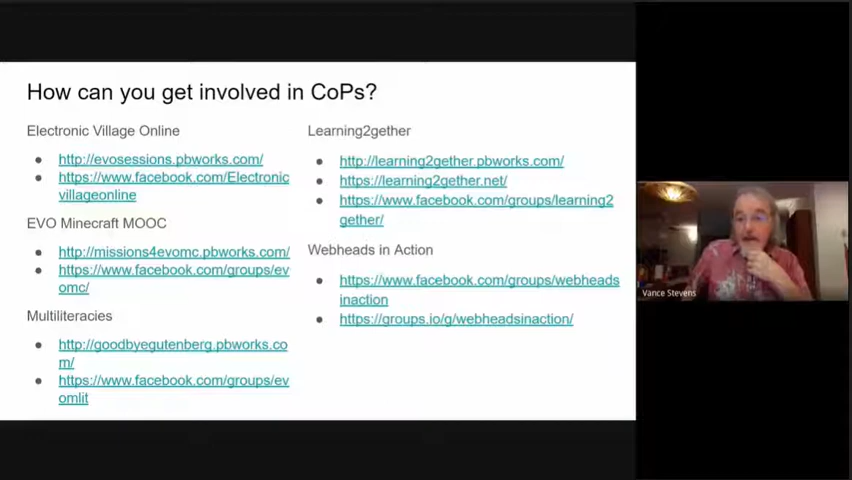 How can you get involved in CoPs?
Electronic Village Online
http://evosessions.pbworks.com/
https://www.facebook.com/Electronic
villageonline
EVO Minecraft MOOC
http://missions4evomc.pbworks.com/
https://www.facebook.com/groups/ev
omc/
Multiliteracies
http://goodbyegutenberg.pbworks.co
m/
https://www.facebook.com/groups/ev
omlit
Learning2gether
http://learning2gether.pbworks.com/
https://learning2gether.net/
https://www.facebook.com/groups/learning2
gether/
Webheads in Action
https://www.facebook.com/groups/webheads
inaction
https://groups.io/g/webheadsinaction/
Vance Stevens